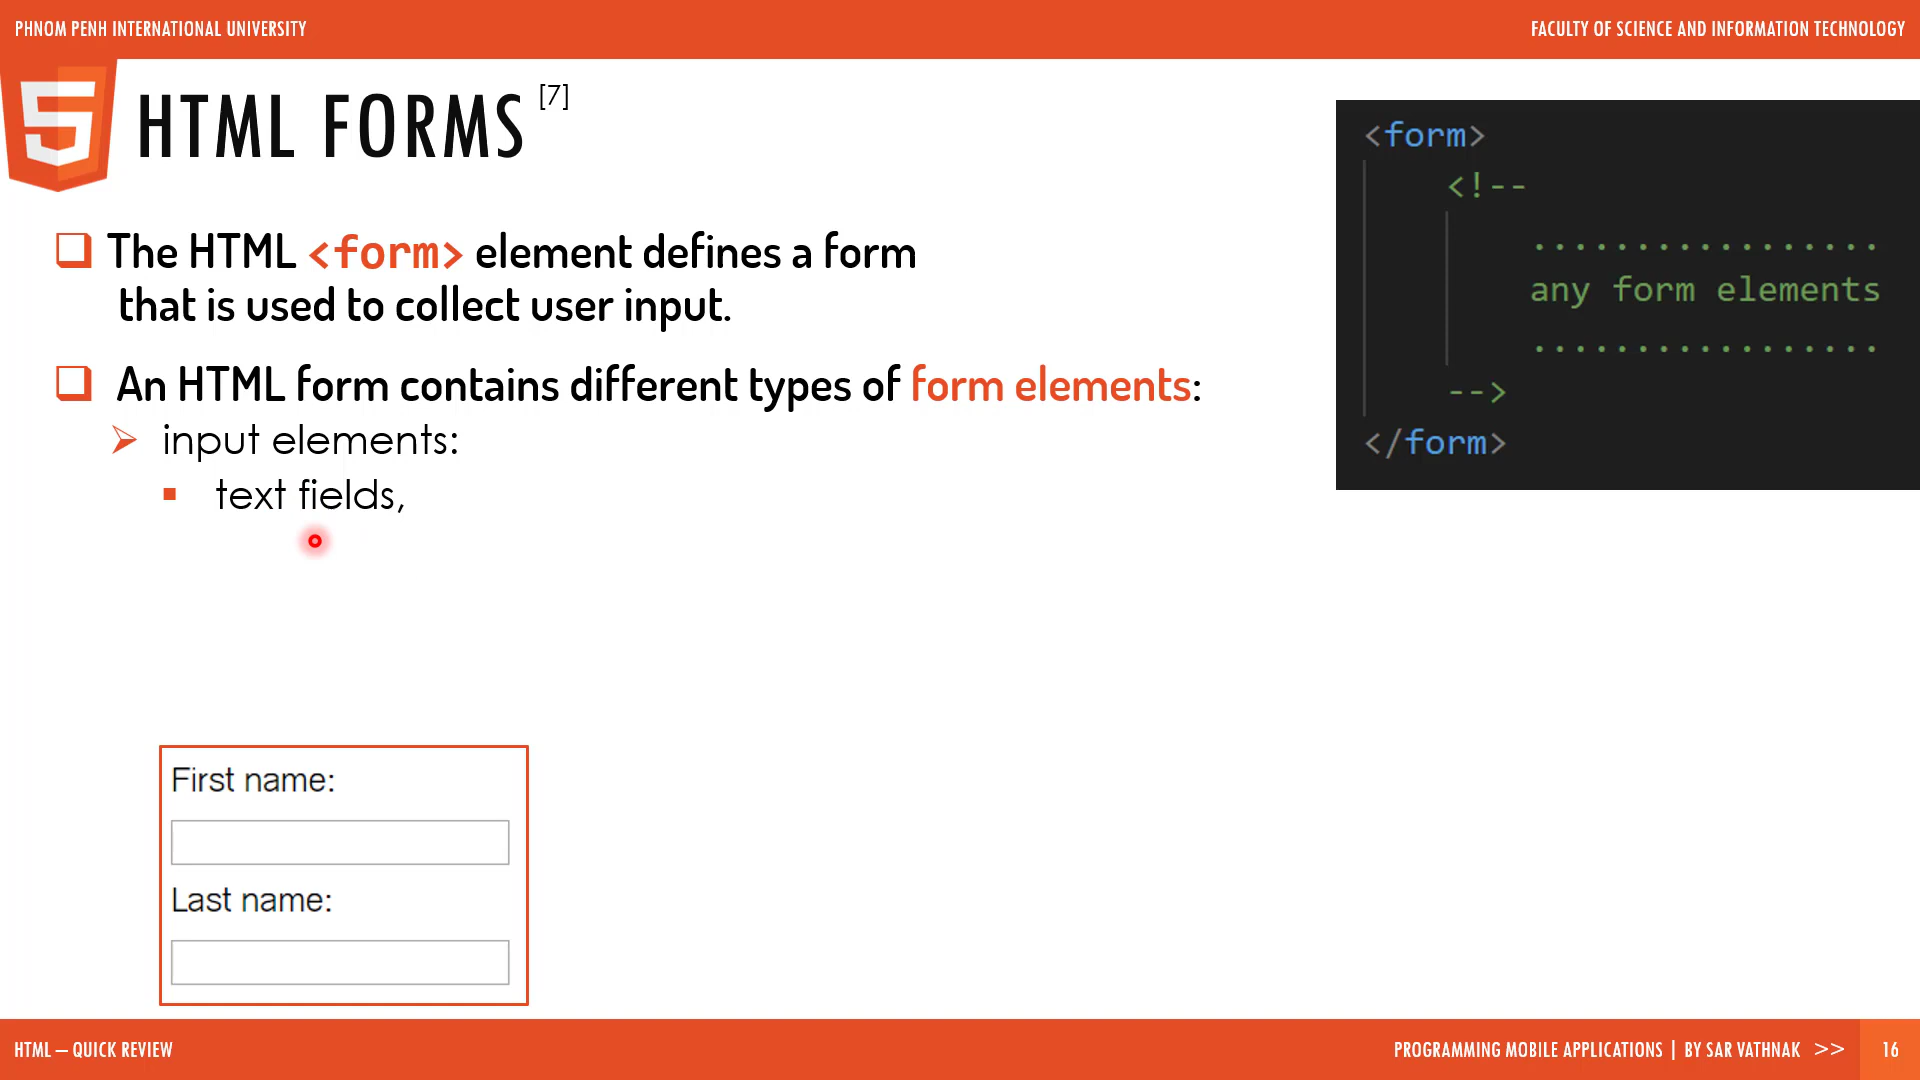 PHNOM PENH INTERNATIONAL UNIVERSITY
FACULTY OF SCIENCE AND INFORMATION TECHNOLOGY
HTML FORMS [7]
The HTML <form> element defines a form
that is used to collect user input.
An HTML form contains different types of form elements:
input elements:
text fields,
<form>
<!--
.................
any form elements
.................
-->
</form>
First name:
Last name:
HTML — QUICK REVIEW
PROGRAMMING MOBILE APPLICATIONS | BY SAR VATHNAK >> 16